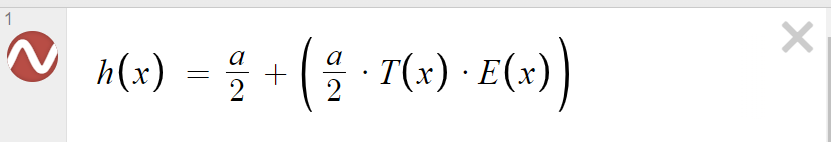 1
h(x) = a/2 + (a/2 · T(x) · E(x))